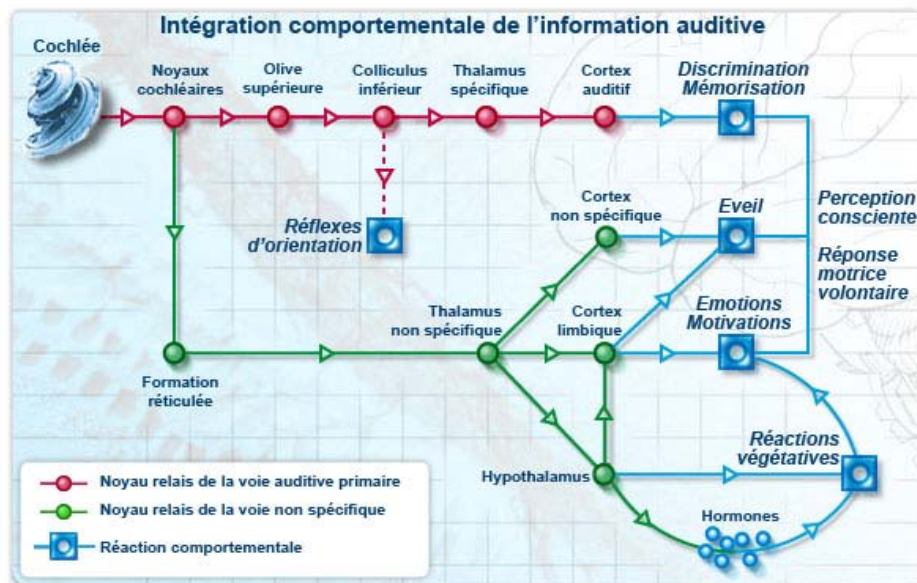 Intégration comportementale de l'information auditive
Cochlée
Noyaux
cochléaires
Olive
supérieure
Colliculus
inférieur
Thalamus
spécifique
Cortex
auditif
Discrimination
Mémorisation
Réflexes
d'orientation
Cortex
non spécifique
Eveil
Perception
consciente
Réponse
motrice
volontaire
Thalamus
non spécifique
Cortex
limbique
Emotions
Motivations
Formation
réticulée
Hypothalamus
Réactions
végétatives
Hormones
Noyau relais de la voie auditive primaire
Noyau relais de la voie non spécifique
Réaction comportementale